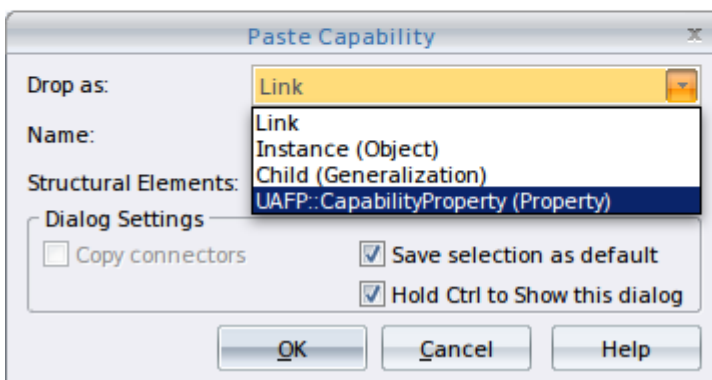 Paste Capability
Drop as:
Link
Link
Name:
Instance (Object)
Child (Generalization)
Structural Elements:
UAFP::CapabilityProperty (Property)
Dialog Settings
Copy connectors
Save selection as default
Hold Ctrl to Show this dialog
OK
Cancel
Help